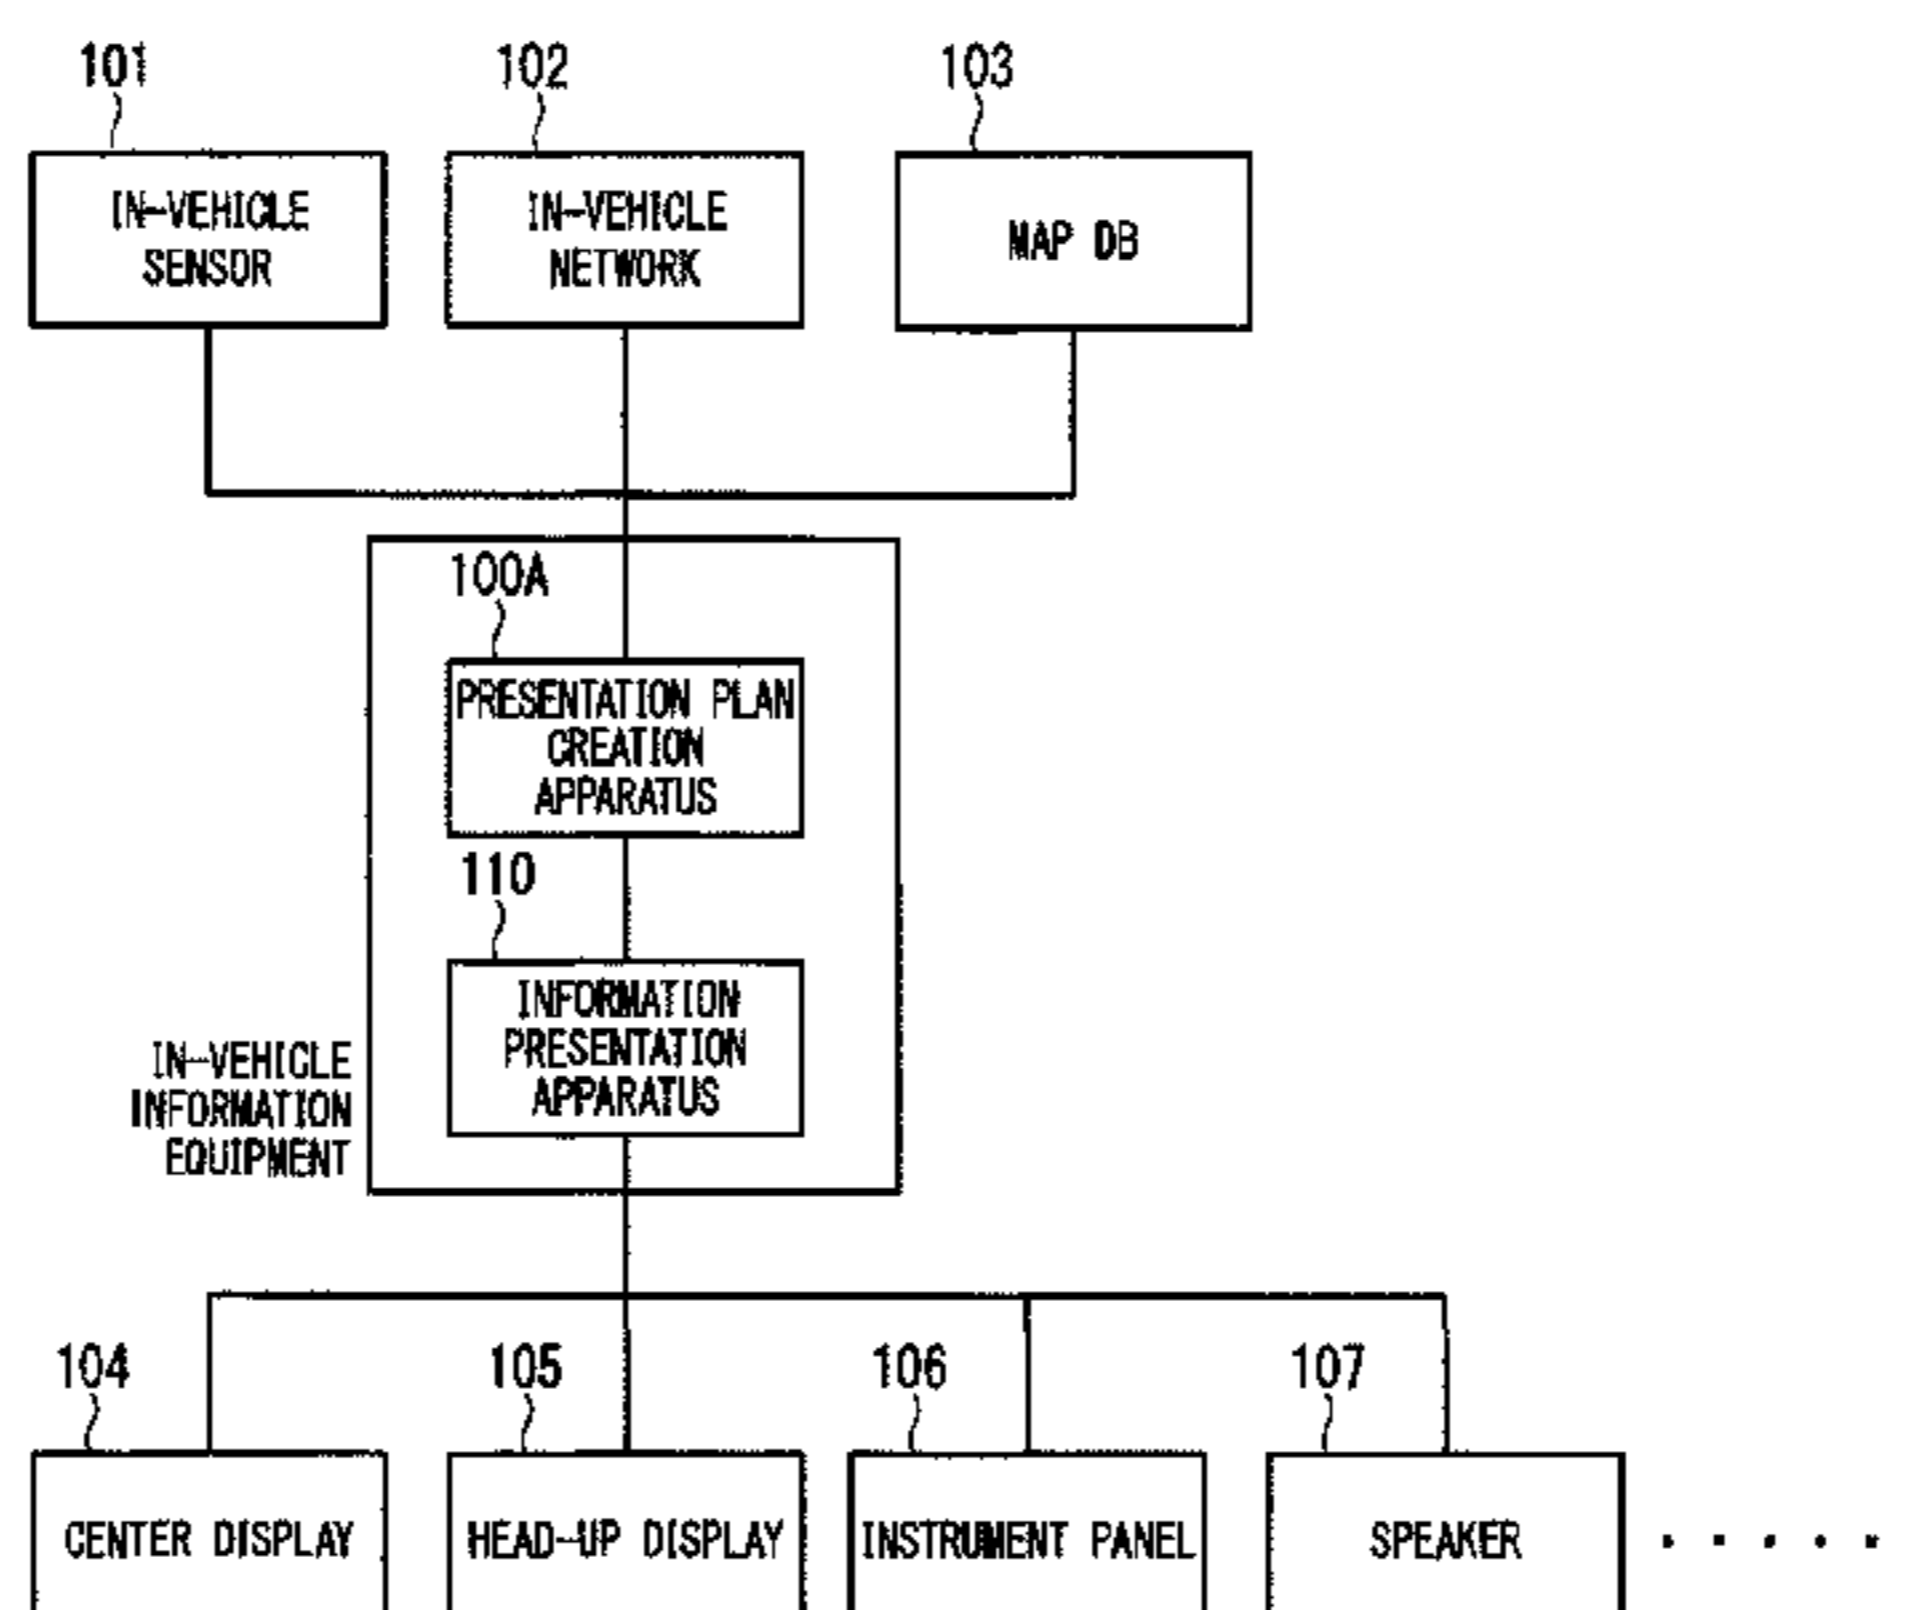 101
102
103
IN-VEHICLE
SENSOR
IN-VEHICLE
NETWORK
MAP DB
100A
PRESENTATION PLAN
CREATION
APPARATUS
110
INFORMATION
PRESENTATION
APPARATUS
IN-VEHICLE
INFORMATION
EQUIPMENT
104
105
106
107
CENTER DISPLAY
HEAD-UP DISPLAY
INSTRUMENT PANEL
SPEAKER
.....